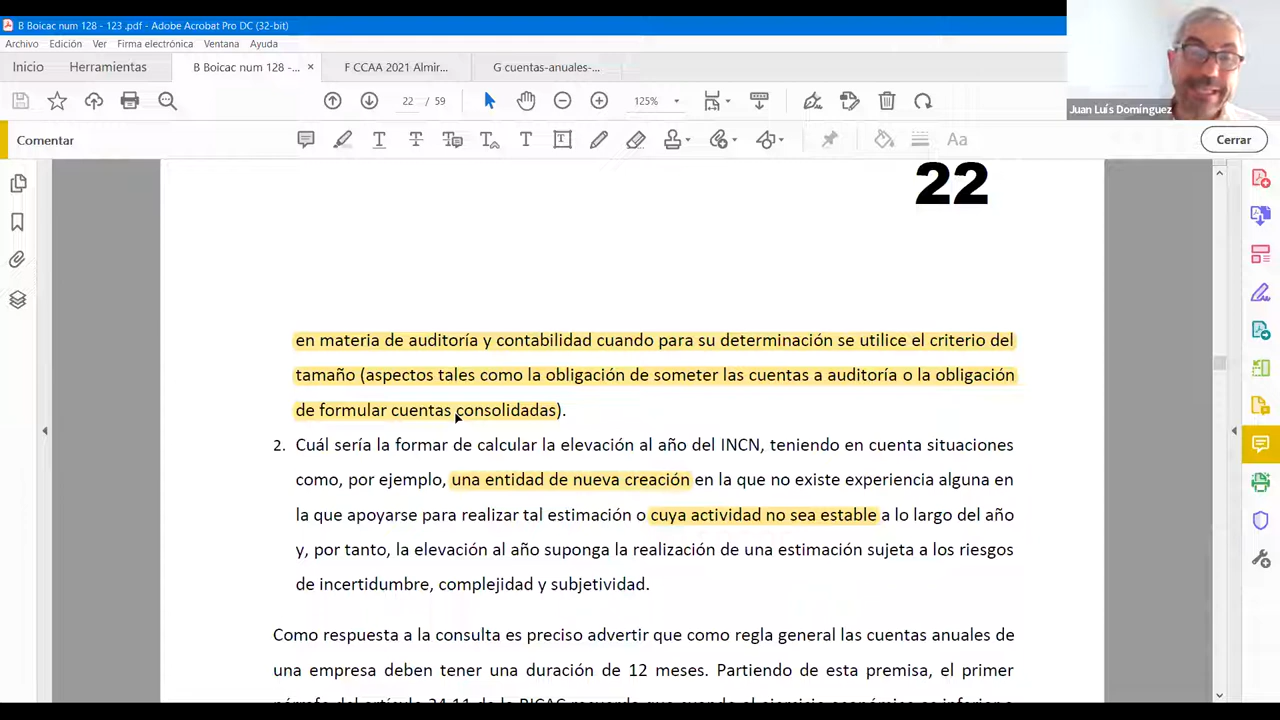 B Boicac num 128 - 123 .pdf - Adobe Acrobat Pro DC (32-bit)
Archivo Edición Ver Firma electrónica Ventana Ayuda
Inicio Herramientas B Boicac num 128 -... × F CCAA 2021 Almir... G cuentas-anuales-...
22 / 59 125%
Juan Luís Domínguez
Comentar Aa Cerrar
22
en materia de auditoría y contabilidad cuando para su determinación se utilice el criterio del
tamaño (aspectos tales como la obligación de someter las cuentas a auditoría o la obligación
de formular cuentas consolidadas).
2. Cuál sería la formar de calcular la elevación al año del INCN, teniendo en cuenta situaciones
como, por ejemplo, una entidad de nueva creación en la que no existe experiencia alguna en
la que apoyarse para realizar tal estimación o cuya actividad no sea estable a lo largo del año
y, por tanto, la elevación al año suponga la realización de una estimación sujeta a los riesgos
de incertidumbre, complejidad y subjetividad.
Como respuesta a la consulta es preciso advertir que como regla general las cuentas anuales de
una empresa deben tener una duración de 12 meses. Partiendo de esta premisa, el primer